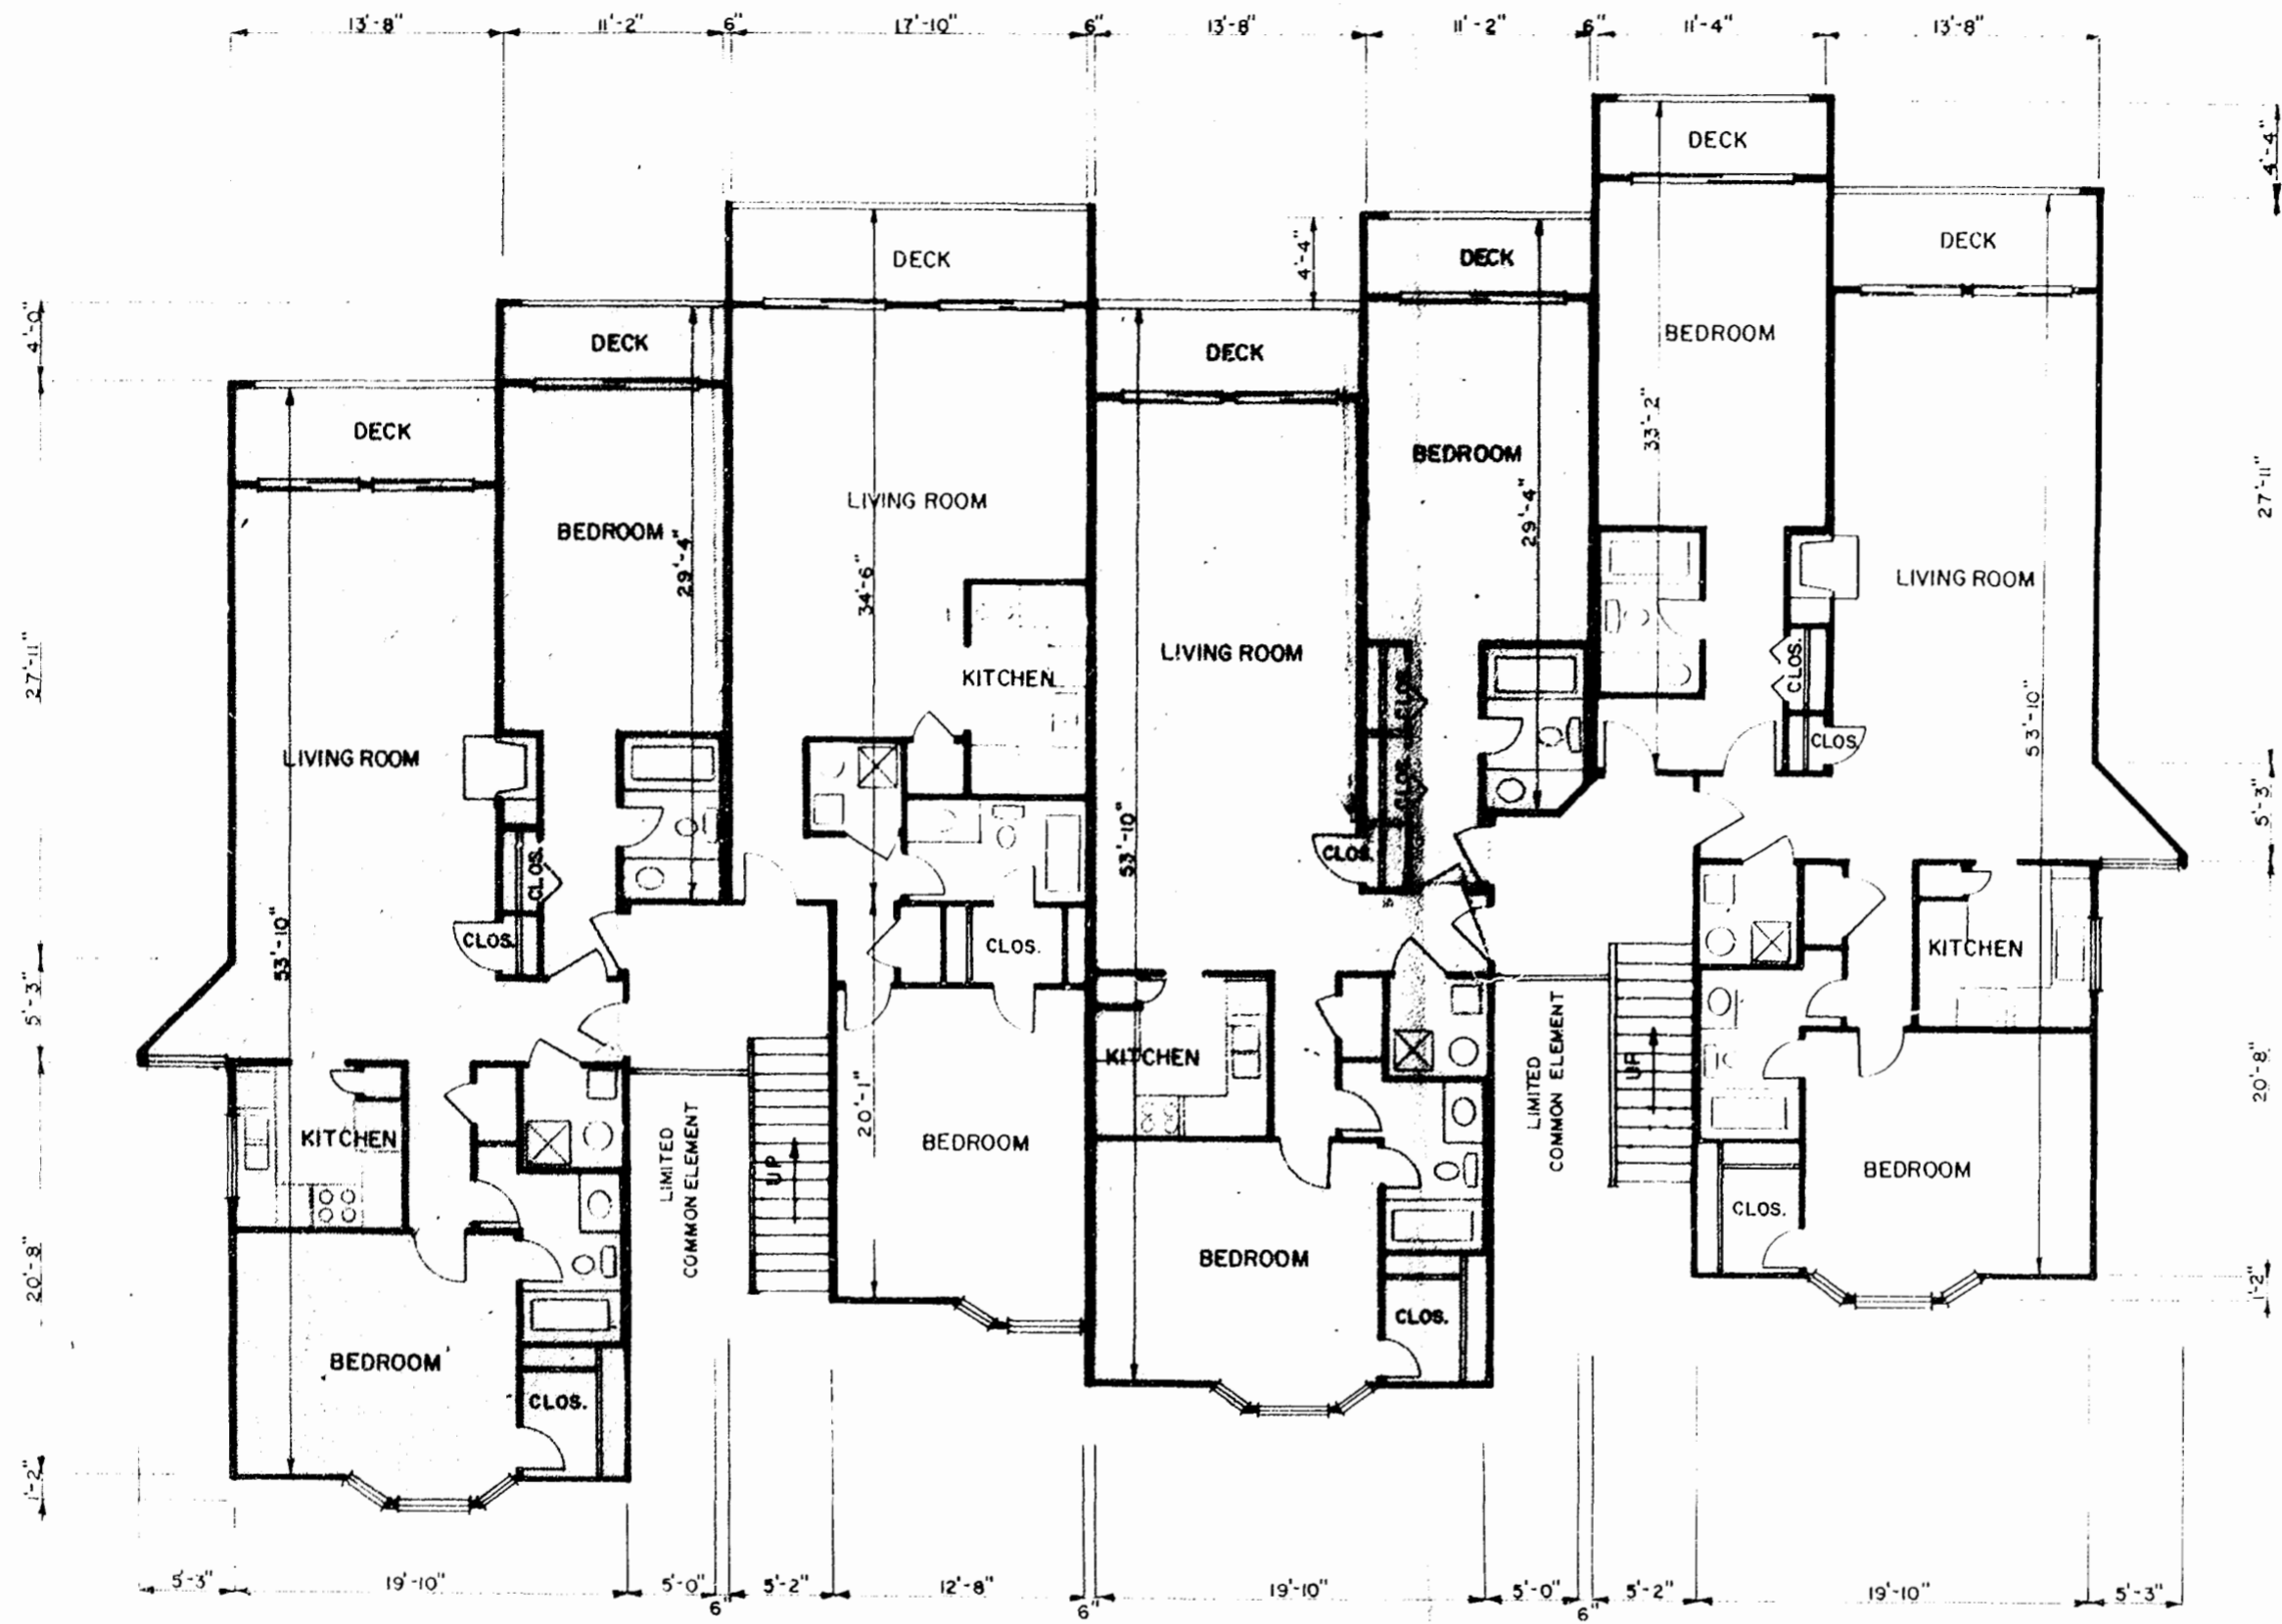 13'-8" 11'-2" 6" 17'-10" 6" 13'-8" 11'-2" 6" 11'-4" 13'-8"
DECK
4'-4"
DECK
DECK
4'-4"
DECK
4'-0"
DECK
DECK
DECK
BEDROOM
33'-2"
BEDROOM
29'-4"
27'-11"
LIVING ROOM
BEDROOM
29'-4"
34'-6"
LIVING ROOM
27'-11"
LIVING ROOM
KITCHEN
CLOS.
CLOS.
CLOS.
CLOS.
53'-10"
LIVING ROOM
5'-3"
53'-10"
CLOS.
CLOS.
CLOS.
CLOS.
53'-10"
KITCHEN
5'-3"
KITCHEN
LIMITED
COMMON ELEMENT
UP
20'-8"
KITCHEN
LIMITED
COMMON ELEMENT
UP
20'-1"
BEDROOM
BEDROOM
CLOS.
BEDROOM
20'-8"
1'-2"
CLOS.
BEDROOM
CLOS.
1'-2"
5'-3" 19'-10" 5'-0" 6" 5'-2" 12'-8" 6" 19'-10" 5'-0" 6" 5'-2" 19'-10" 5'-3"